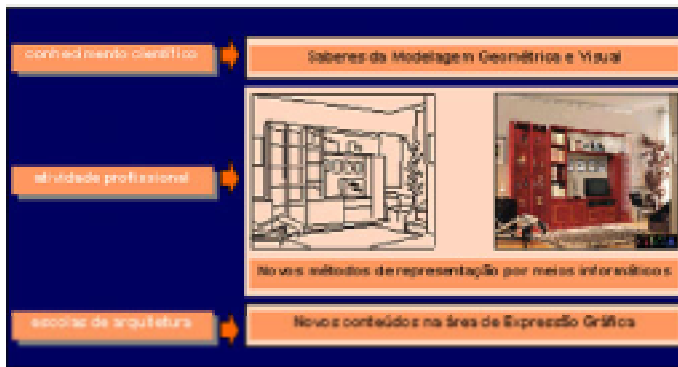 conhecimento científico
Saberes da Modelagem Geométrica e Visual
atividade profissional
Novos métodos de representação por meios informáticos
escolas de arquitetura
Novos conteúdos na área de Expressão Gráfica